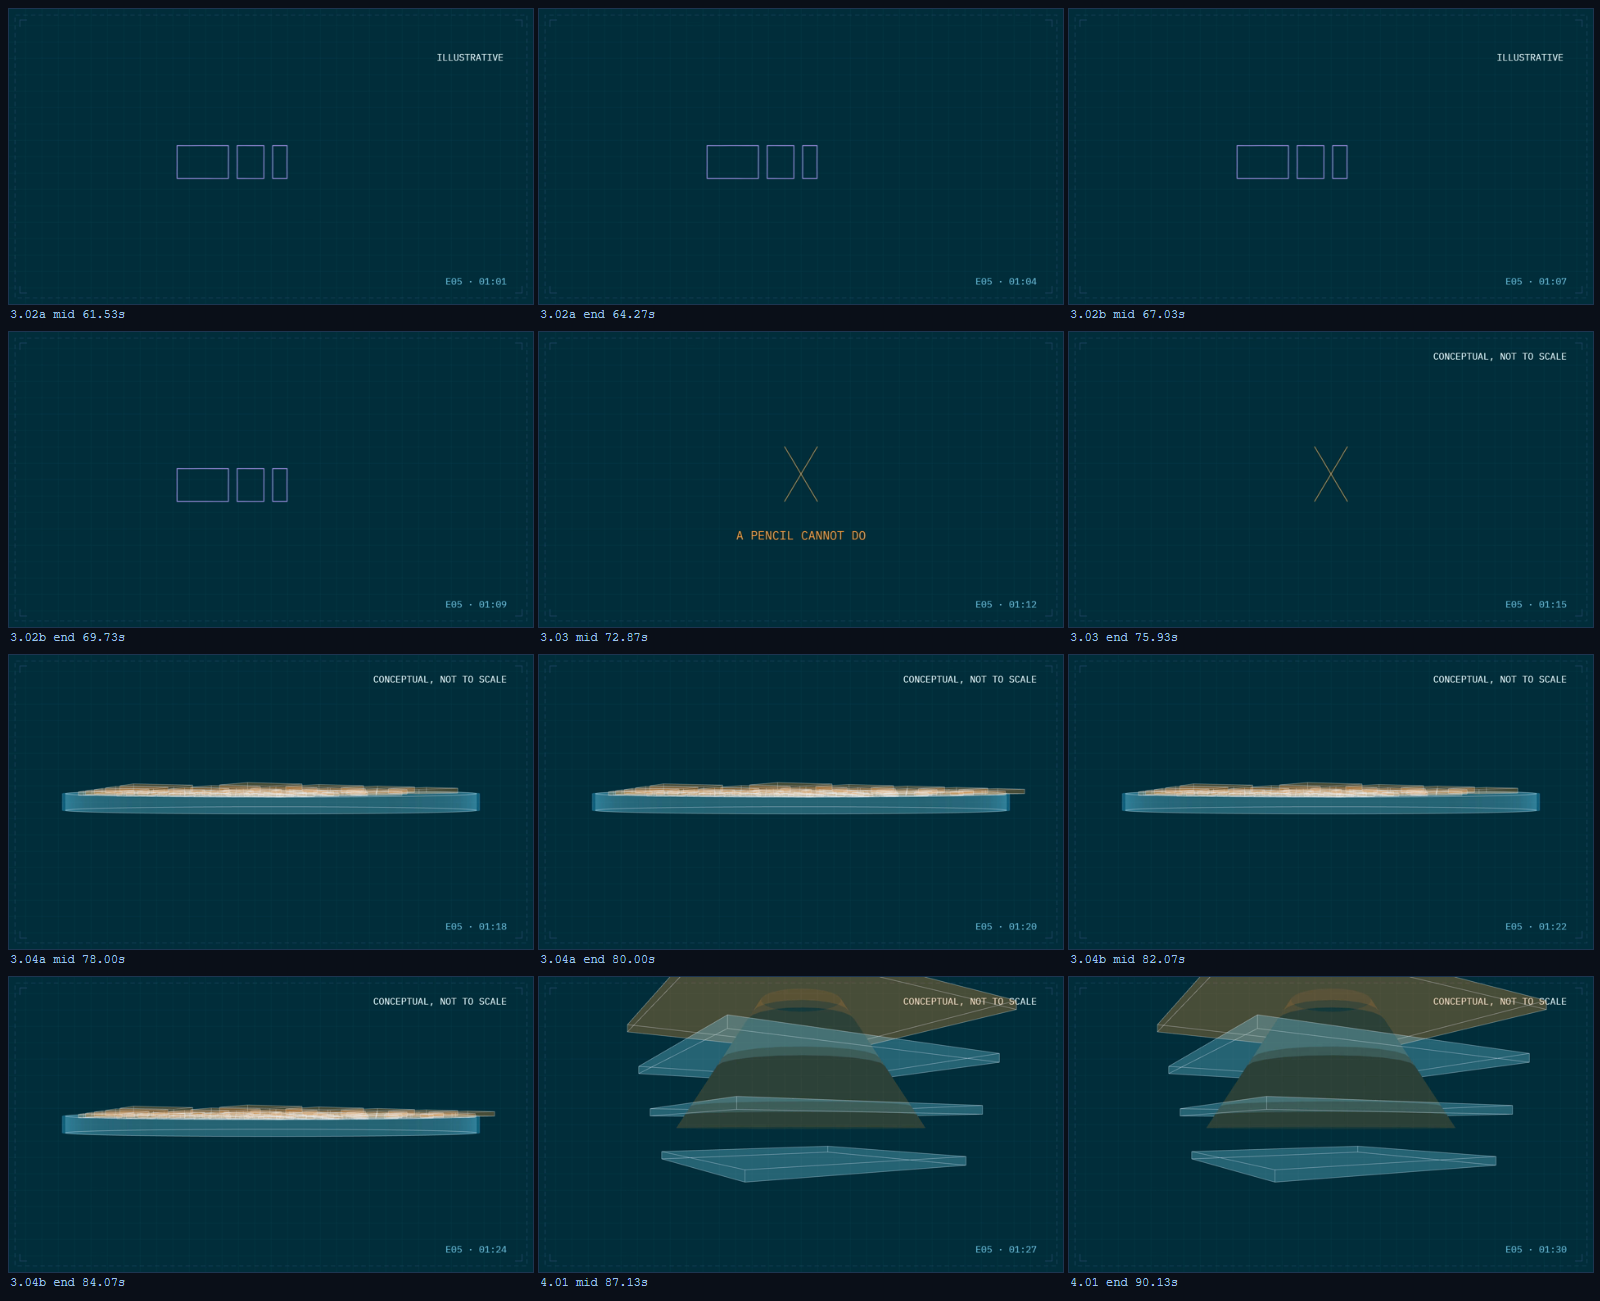 ILLUSTRATIVE
E05 · 01:01
3.02a mid 61.53s
E05 · 01:04
3.02a end 64.27s
ILLUSTRATIVE
E05 · 01:07
3.02b mid 67.03s
E05 · 01:09
3.02b end 69.73s
A PENCIL CANNOT DO
E05 · 01:12
3.03 mid 72.87s
CONCEPTUAL, NOT TO SCALE
E05 · 01:15
3.03 end 75.93s
CONCEPTUAL, NOT TO SCALE
E05 · 01:18
3.04a mid 78.00s
CONCEPTUAL, NOT TO SCALE
E05 · 01:20
3.04a end 80.00s
CONCEPTUAL, NOT TO SCALE
E05 · 01:22
3.04b mid 82.07s
CONCEPTUAL, NOT TO SCALE
E05 · 01:24
3.04b end 84.07s
CONCEPTUAL, NOT TO SCALE
E05 · 01:27
4.01 mid 87.13s
CONCEPTUAL, NOT TO SCALE
E05 · 01:30
4.01 end 90.13s